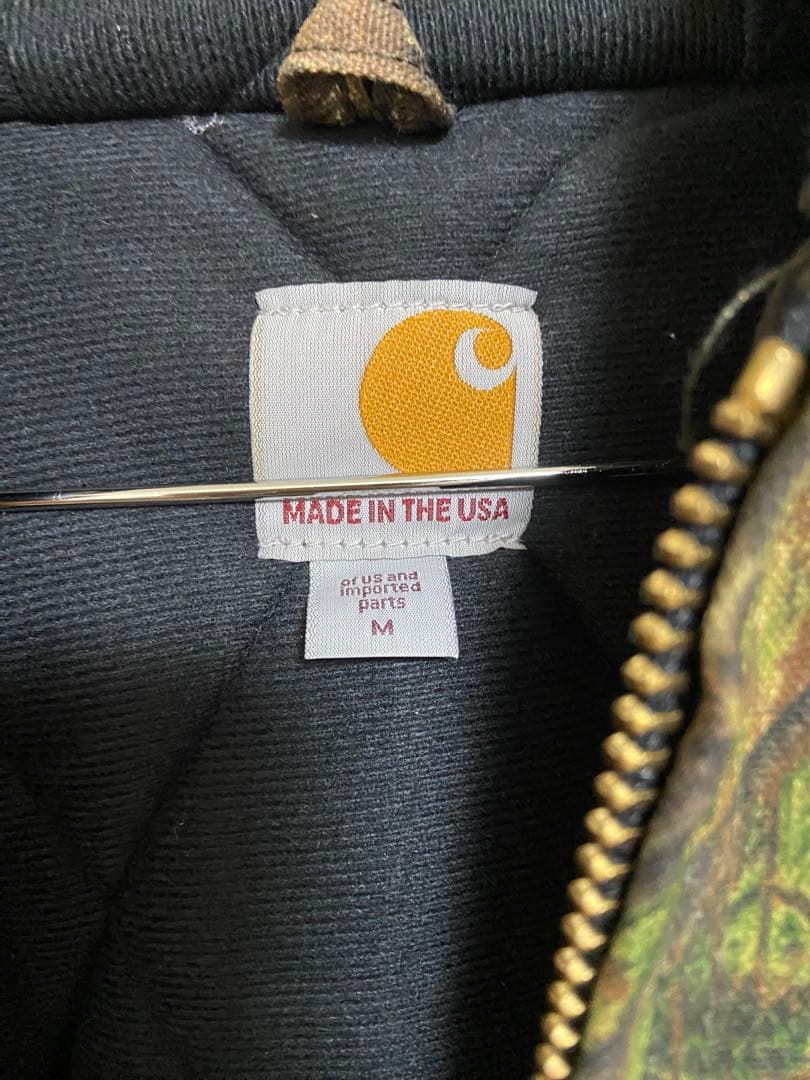 MADE IN THE USA
of US and
imported
parts
M